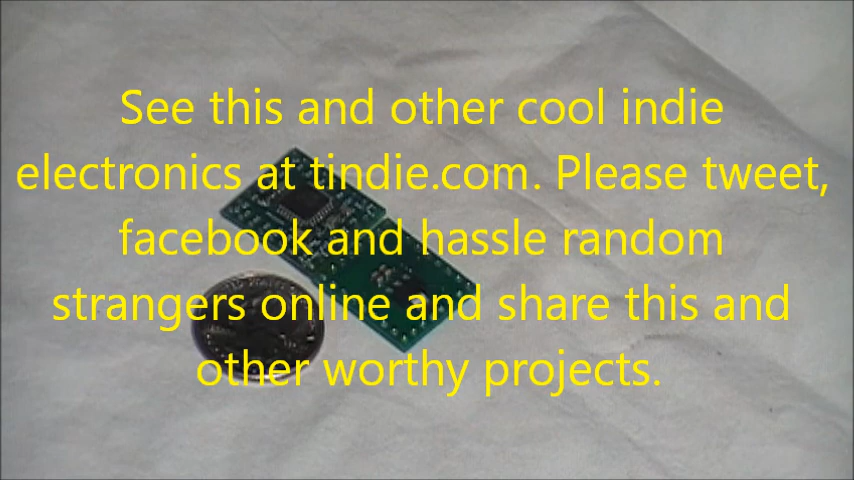 See this and other cool indie
electronics at tindie.com. Please tweet,
facebook and hassle random
strangers online and share this and
other worthy projects.